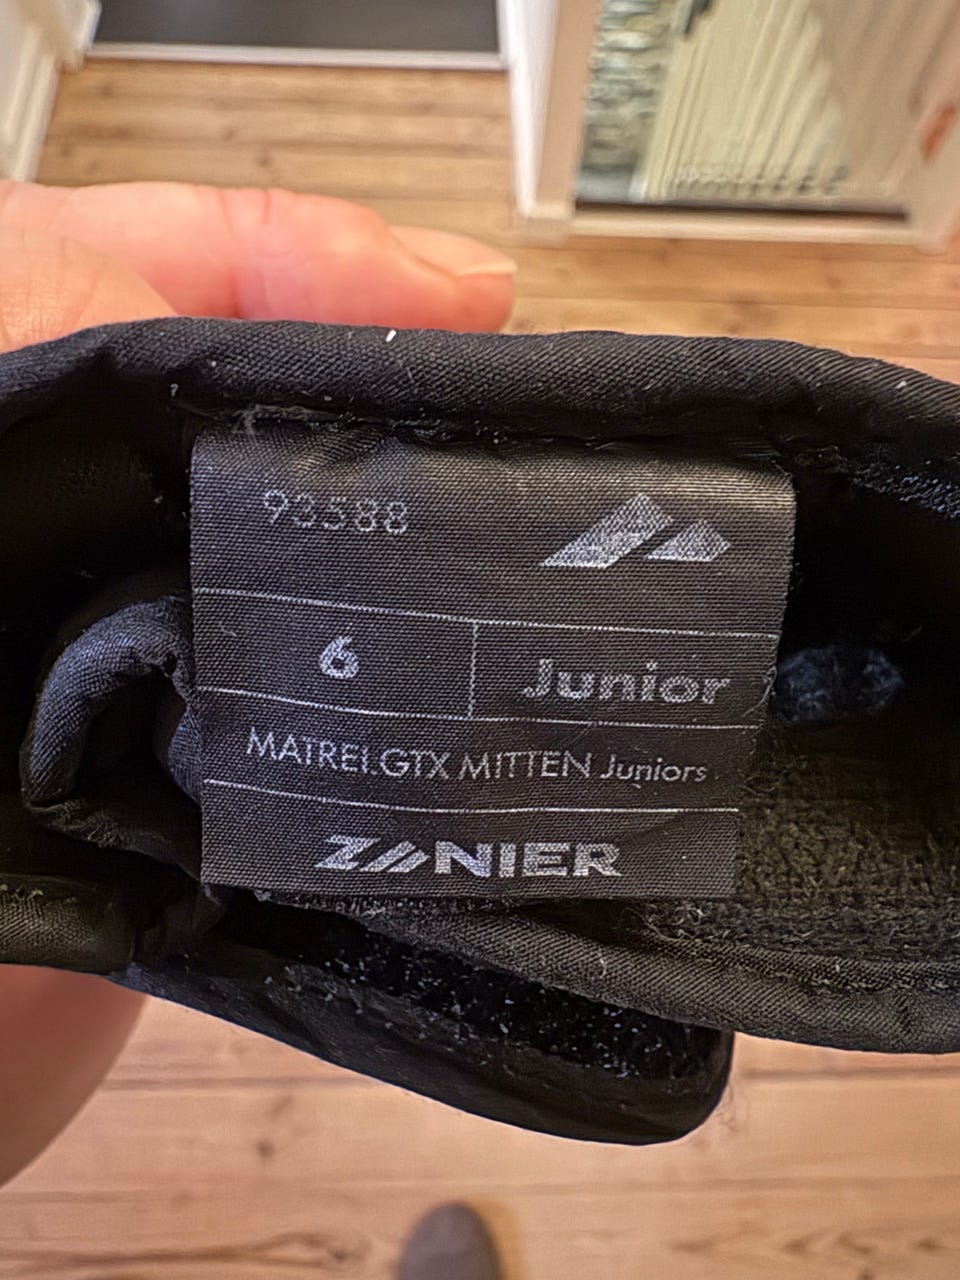 93588
6
Junior
MATREI.GTX MITTEN Juniors
ZANIER